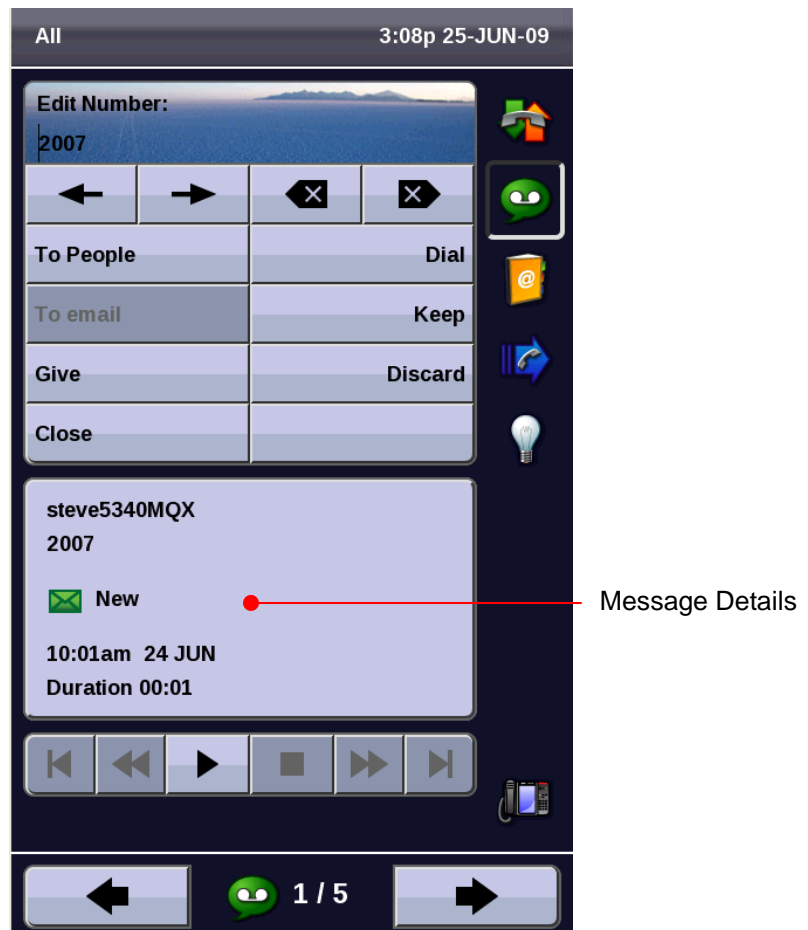 All 3:08p 25-JUN-09
Edit Number:
2007
To People Dial
To email Keep
Give Discard
Close
steve5340MQX
2007
New
Message Details
10:01am 24 JUN
Duration 00:01
1 / 5